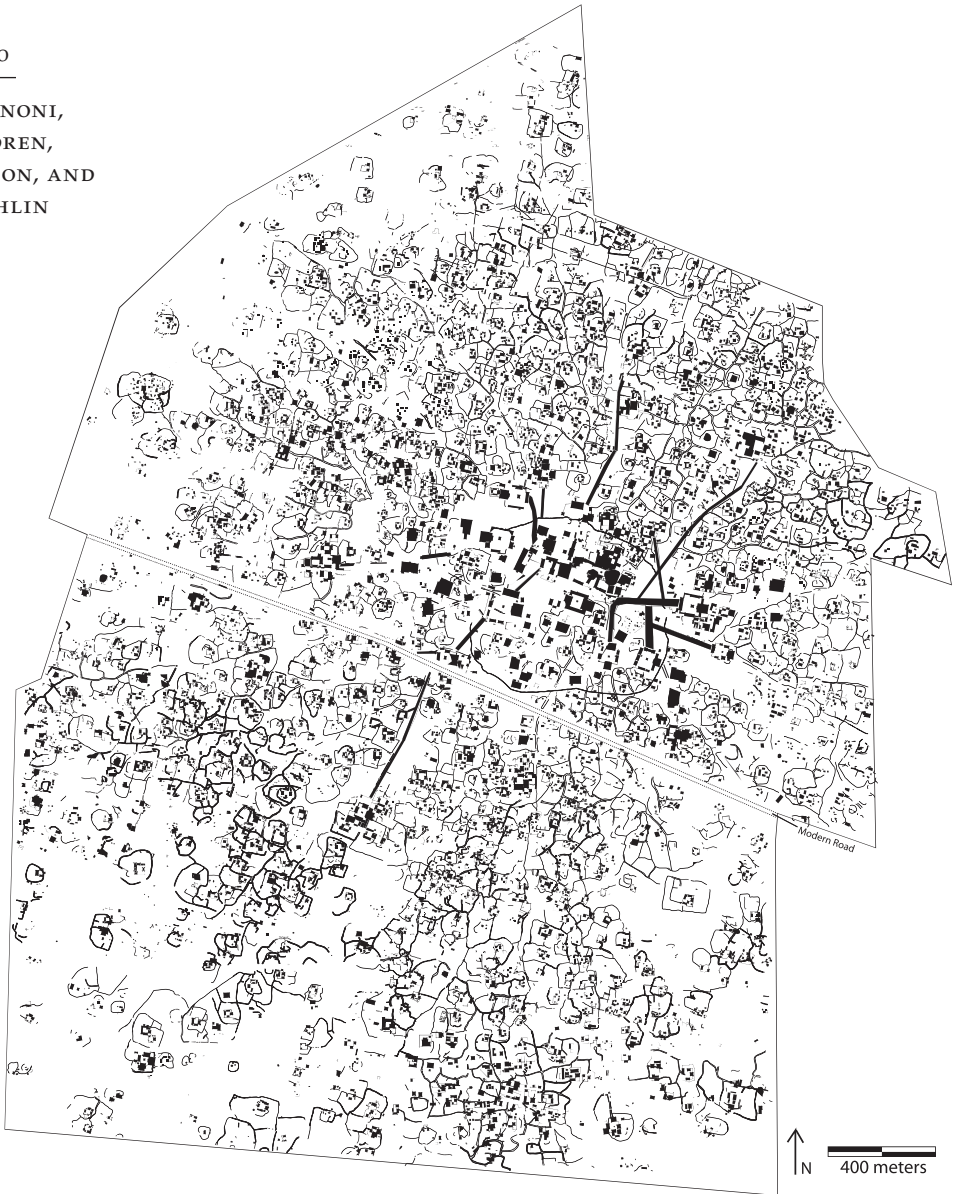 O
NONI,
OREN,
ON, AND
HLIN
Modern Road
N
400 meters